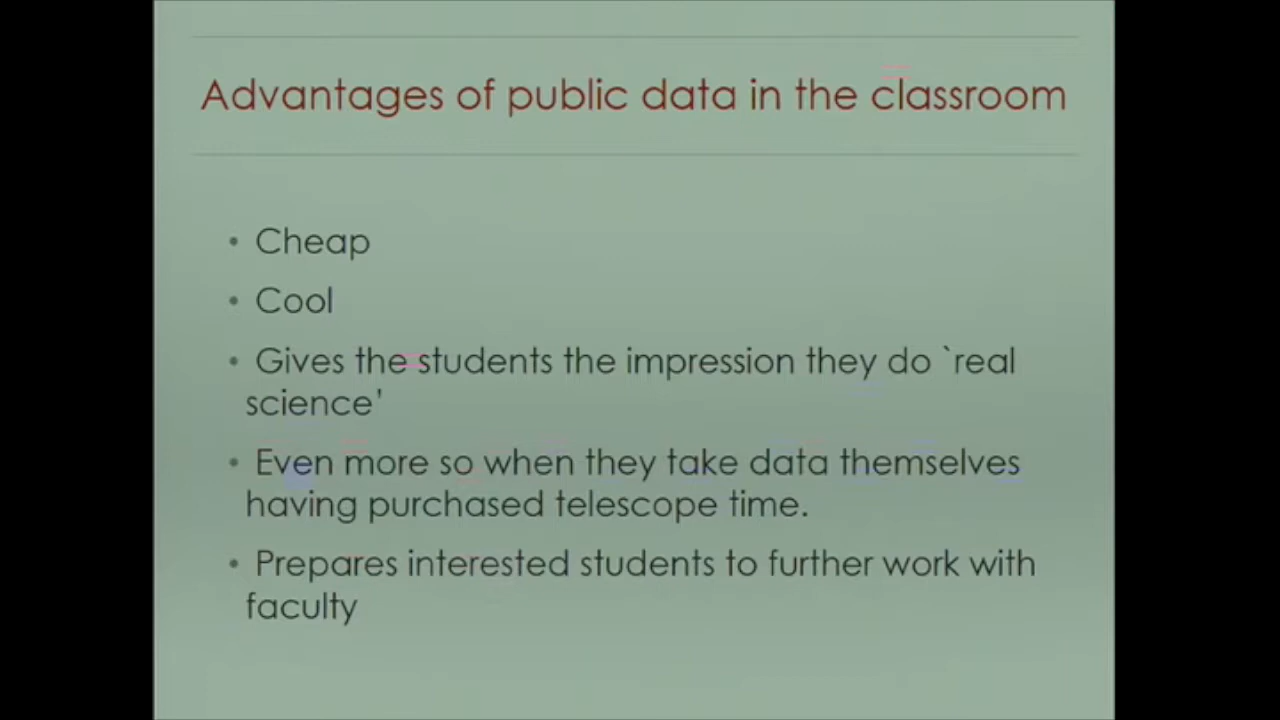 Advantages of public data in the classroom
• Cheap
• Cool
• Gives the students the impression they do `real
science’
• Even more so when they take data themselves
having purchased telescope time.
• Prepares interested students to further work with
faculty